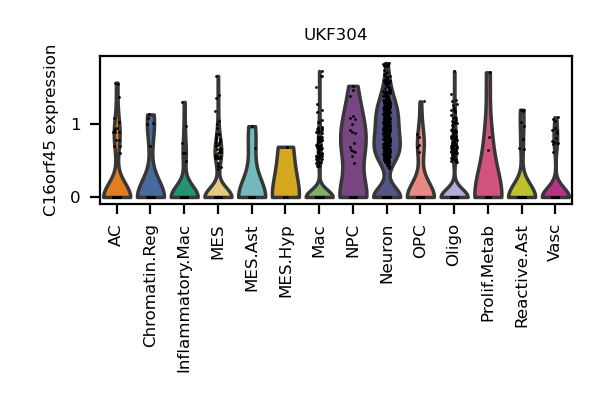 UKF304
C16orf45 expression
1
0
AC
Chromatin.Reg
Inflammatory.Mac
MES
MES.Ast
MES.Hyp
Mac
NPC
Neuron
OPC
Oligo
Prolif.Metab
Reactive.Ast
Vasc